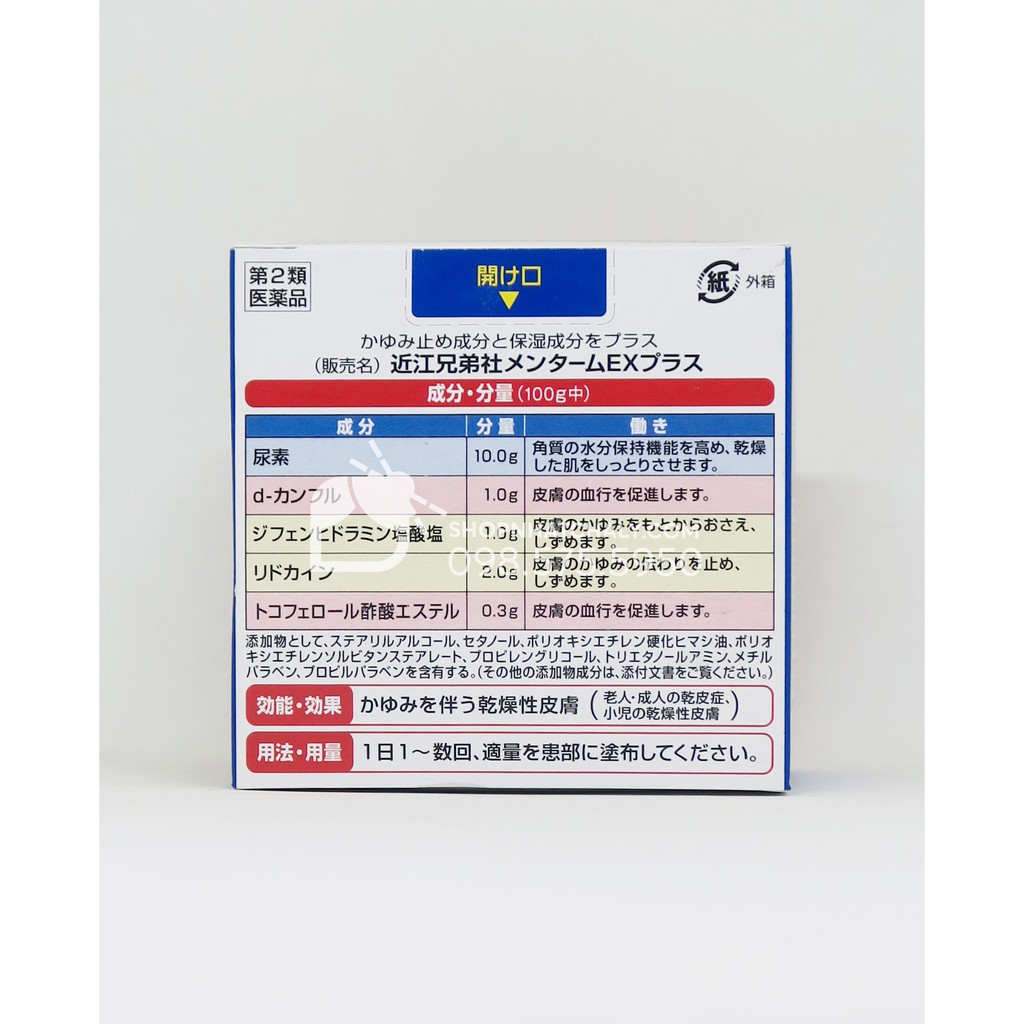 第2類
医薬品
開け口
紙 外箱
かゆみ止め成分と保湿成分をプラス
(販売名) 近江兄弟社メンタームEXプラス
成分・分量(100g中)
成分 分量 働き
尿素 10.0g 角質の水分保持機能を高め、乾燥
した肌をしっとりさせます。
d-カンフル 1.0g 皮膚の血行を促進します。
ジフェンヒドラミン塩酸塩 1.0g 皮膚のかゆみをもとからおさえ、
しずめます。
リドカイン 2.0g 皮膚のかゆみの伝わりを止め、
しずめます。
トコフェロール酢酸エステル 0.3g 皮膚の血行を促進します。
添加物として、ステアリルアルコール、セタノール、ポリオキシエチレン硬化ヒマシ油、ポリオ
キシエチレンソルビタンステアレート、プロピレングリコール、トリエタノールアミン、メチル
パラベン、プロピルパラベンを含有する。(その他の添加物成分は、添付文書をご覧ください。)
効能・効果 かゆみを伴う乾燥性皮膚(老人・成人の乾皮症、
小児の乾燥性皮膚)
用法・用量 1日1～数回、適量を患部に塗布してください。